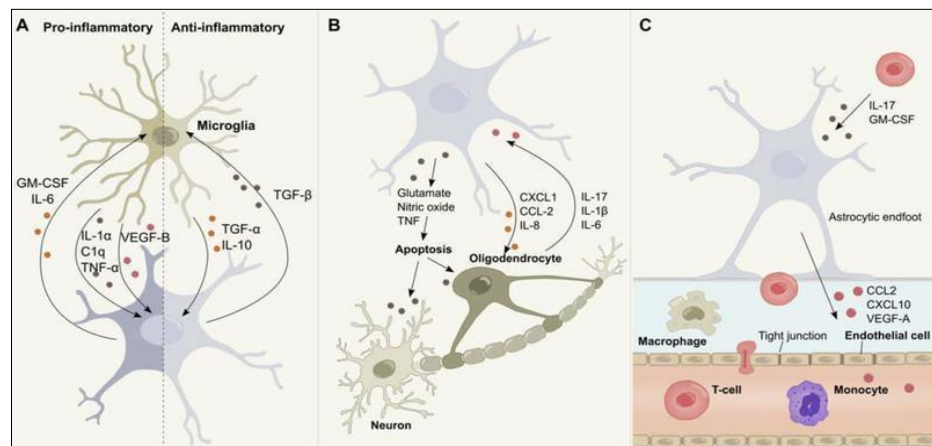 A
Pro-inflammatory
Anti-inflammatory
Microglia
GM-CSF
IL-6
IL-1α
C1q
TNF-α
VEGF-B
TGF-α
IL-10
TGF-β
B
Glutamate
Nitric oxide
TNF
Apoptosis
CXCL1
CCL-2
IL-8
IL-17
IL-1β
IL-6
Oligodendrocyte
Neuron
C
IL-17
GM-CSF
Astrocytic endfoot
CCL2
CXCL10
VEGF-A
Macrophage
Tight junction
Endothelial cell
T-cell
Monocyte